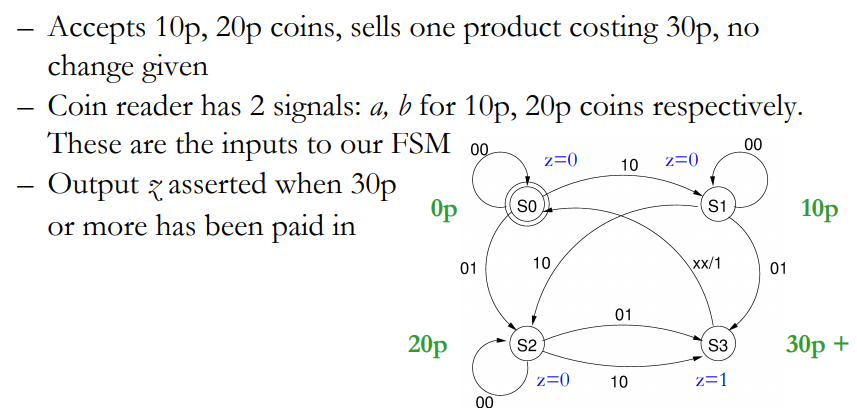 – Accepts 10p, 20p coins, sells one product costing 30p, no
change given
– Coin reader has 2 signals: a, b for 10p, 20p coins respectively.
These are the inputs to our FSM
– Output z asserted when 30p
or more has been paid in
00
z=0
10
z=0
00
0p
S0
S1
10p
01
10
xx/1
01
01
20p
S2
S3
30p +
z=0
10
z=1
00